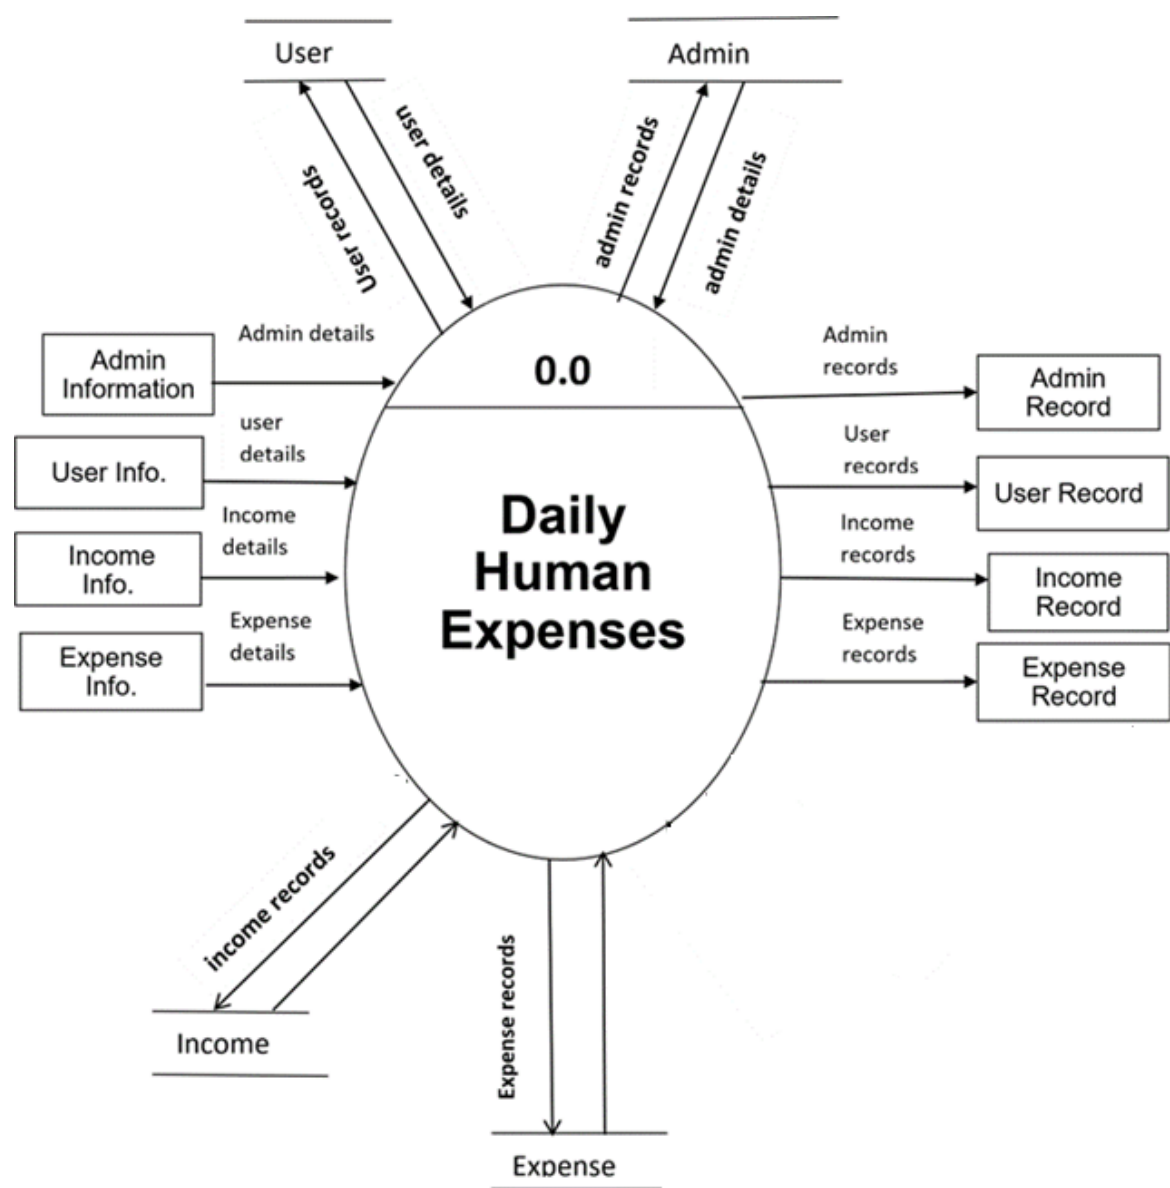 User
Admin
user details
User records
admin records
admin details
Admin
Information
Admin details
User Info.
user
details
Income
Info.
Income
details
Expense
Info.
Expense
details
0.0
Daily
Human
Expenses
Admin
records
Admin
Record
User
records
User Record
Income
records
Income
Record
Expense
records
Expense
Record
income records
Income
Expense records
Expense